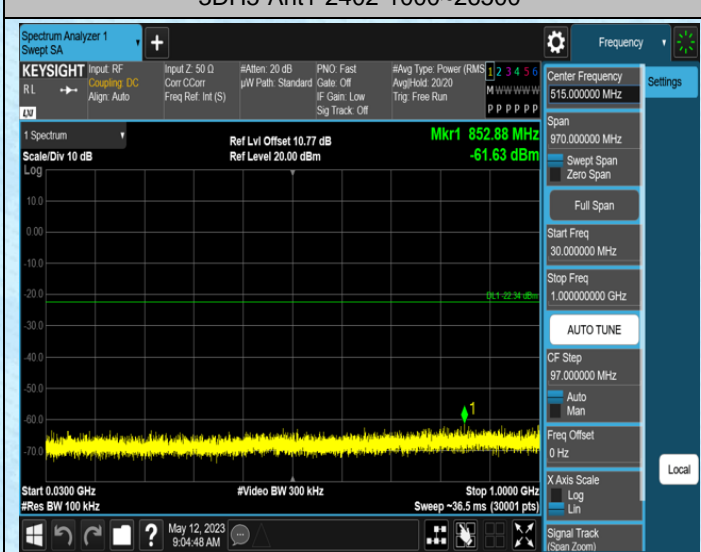 3DH5-Ant1-2402-1000~26500
Spectrum Analyzer 1
Swept SA
+
Frequency
KEYSIGHT
RL
LXI
Input: RF
Coupling: DC
Align: Auto
Input Z: 50 Ω
Corr CCorr
Freq Ref: Int (S)
#Atten: 20 dB
µW Path: Standard
PNO: Fast
Gate: Off
IF Gain: Low
Sig Track: Off
#Avg Type: Power (RMS
Avg|Hold: 20/20
Trig: Free Run
1 2 3 4 5 6
M W W W W W
P P P P P P
Center Frequency
515.000000 MHz
Settings
Span
970.000000 MHz
Swept Span
Zero Span
Full Span
Start Freq
30.000000 MHz
Stop Freq
1.000000000 GHz
AUTO TUNE
CF Step
97.000000 MHz
Auto
Man
Freq Offset
0 Hz
X Axis Scale
Log
Lin
Signal Track
(Span Zoom)
Local
1 Spectrum
Scale/Div 10 dB
Log
Ref Lvl Offset 10.77 dB
Ref Level 20.00 dBm
Mkr1 852.88 MHz
-61.63 dBm
10.0
0.00
-10.0
-20.0
DL1 -22.34 dBm
-30.0
-40.0
-50.0
-60.0
1
-70.0
Start 0.0300 GHz
#Res BW 100 kHz
#Video BW 300 kHz
Stop 1.0000 GHz
Sweep ~36.5 ms (30001 pts)
?
May 12, 2023
9:04:48 AM